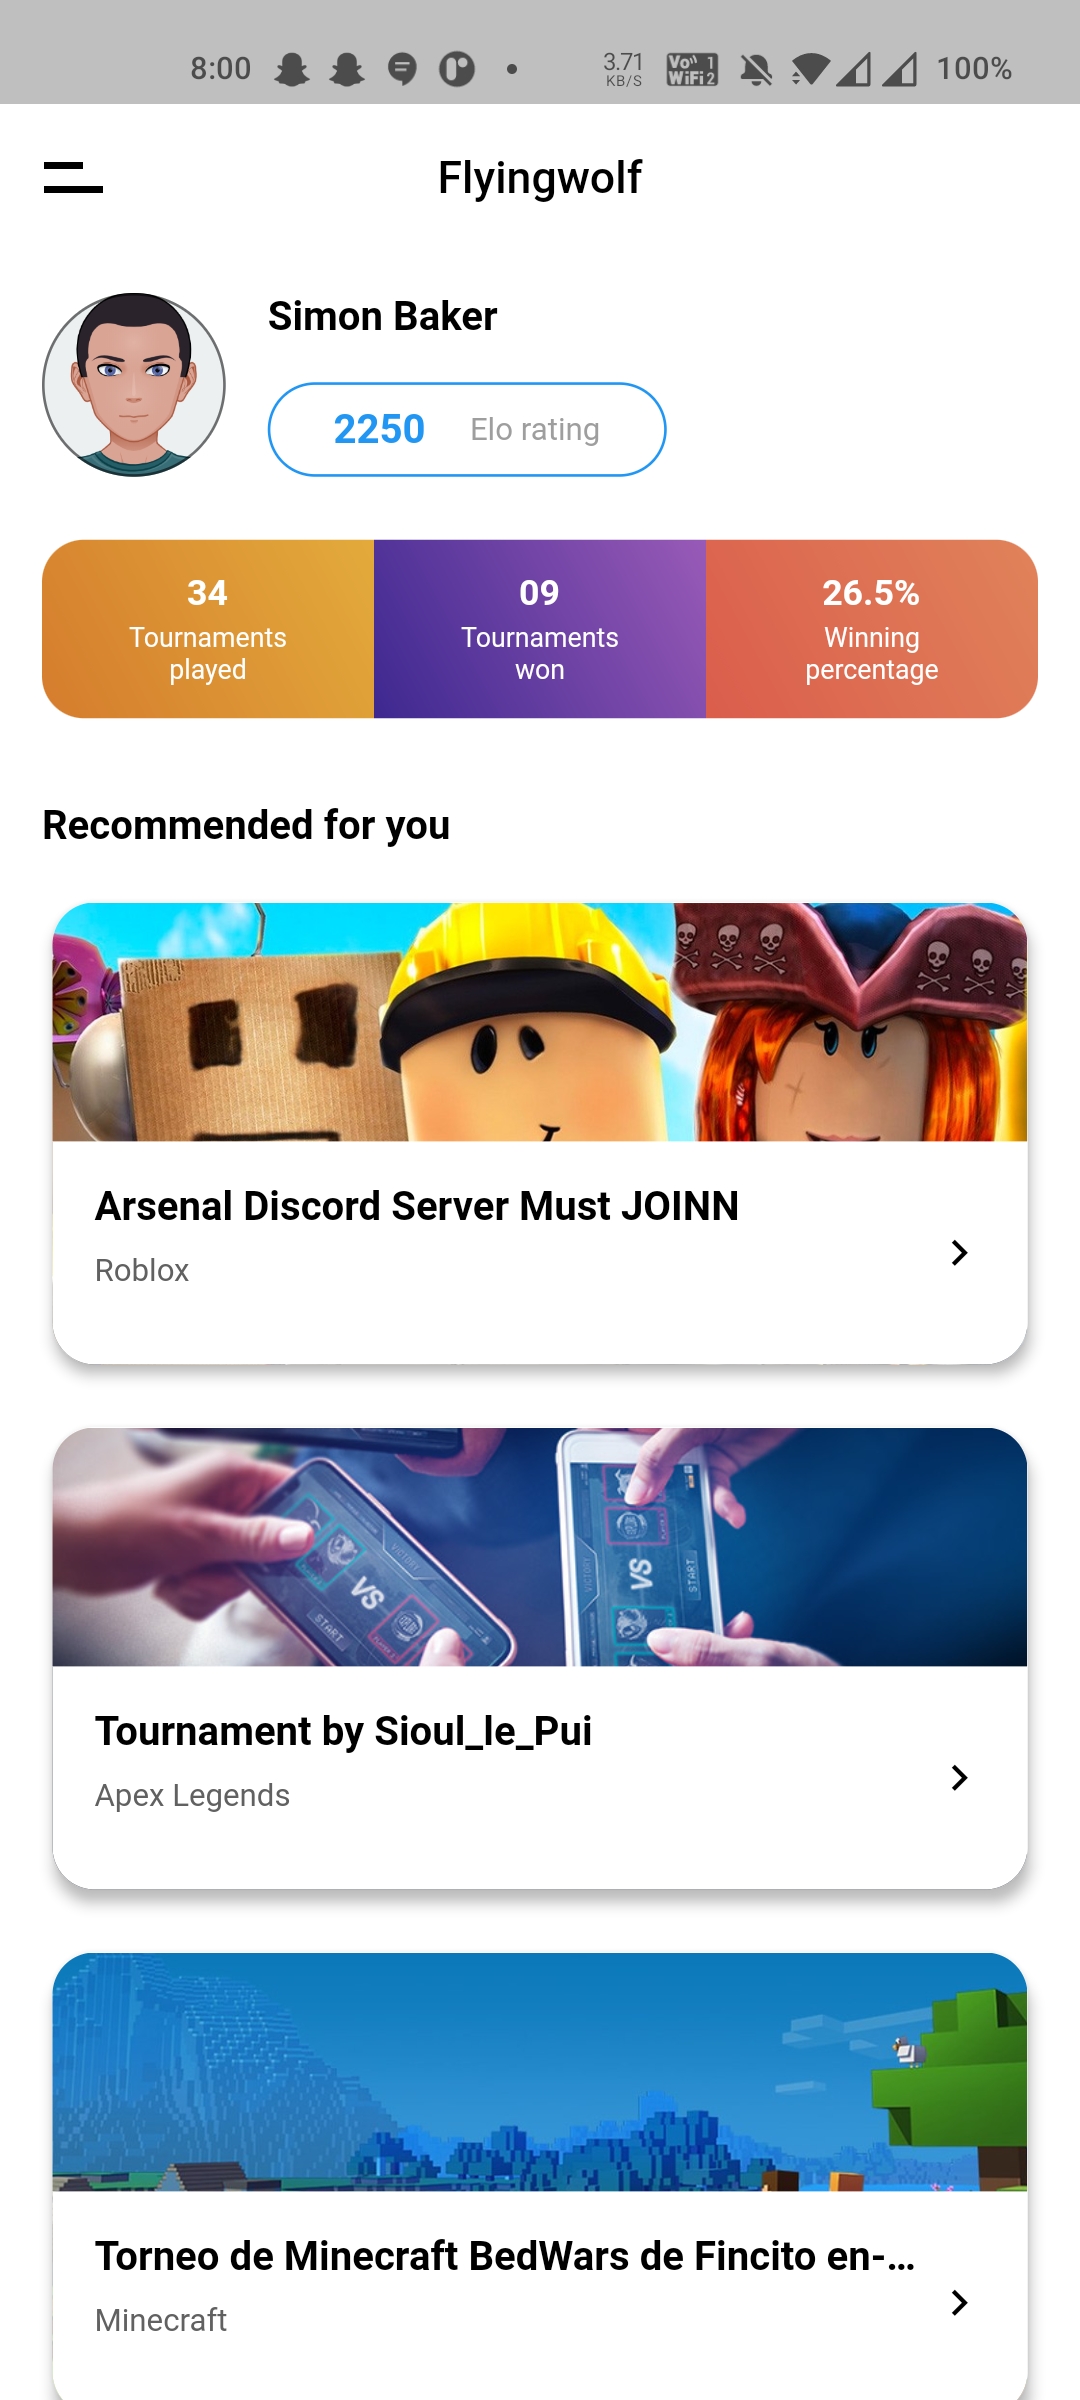 8:00
3.71
KB/S
Vo 1
WiFi 2
100%
Flyingwolf
Simon Baker
2250 Elo rating
34
Tournaments
played
09
Tournaments
won
26.5%
Winning
percentage
Recommended for you
Arsenal Discord Server Must JOINN
Roblox
VICTORY
VS
START
VICTORY
VS
START
Tournament by Sioul_le_Pui
Apex Legends
Torneo de Minecraft BedWars de Fincito en-...
Minecraft